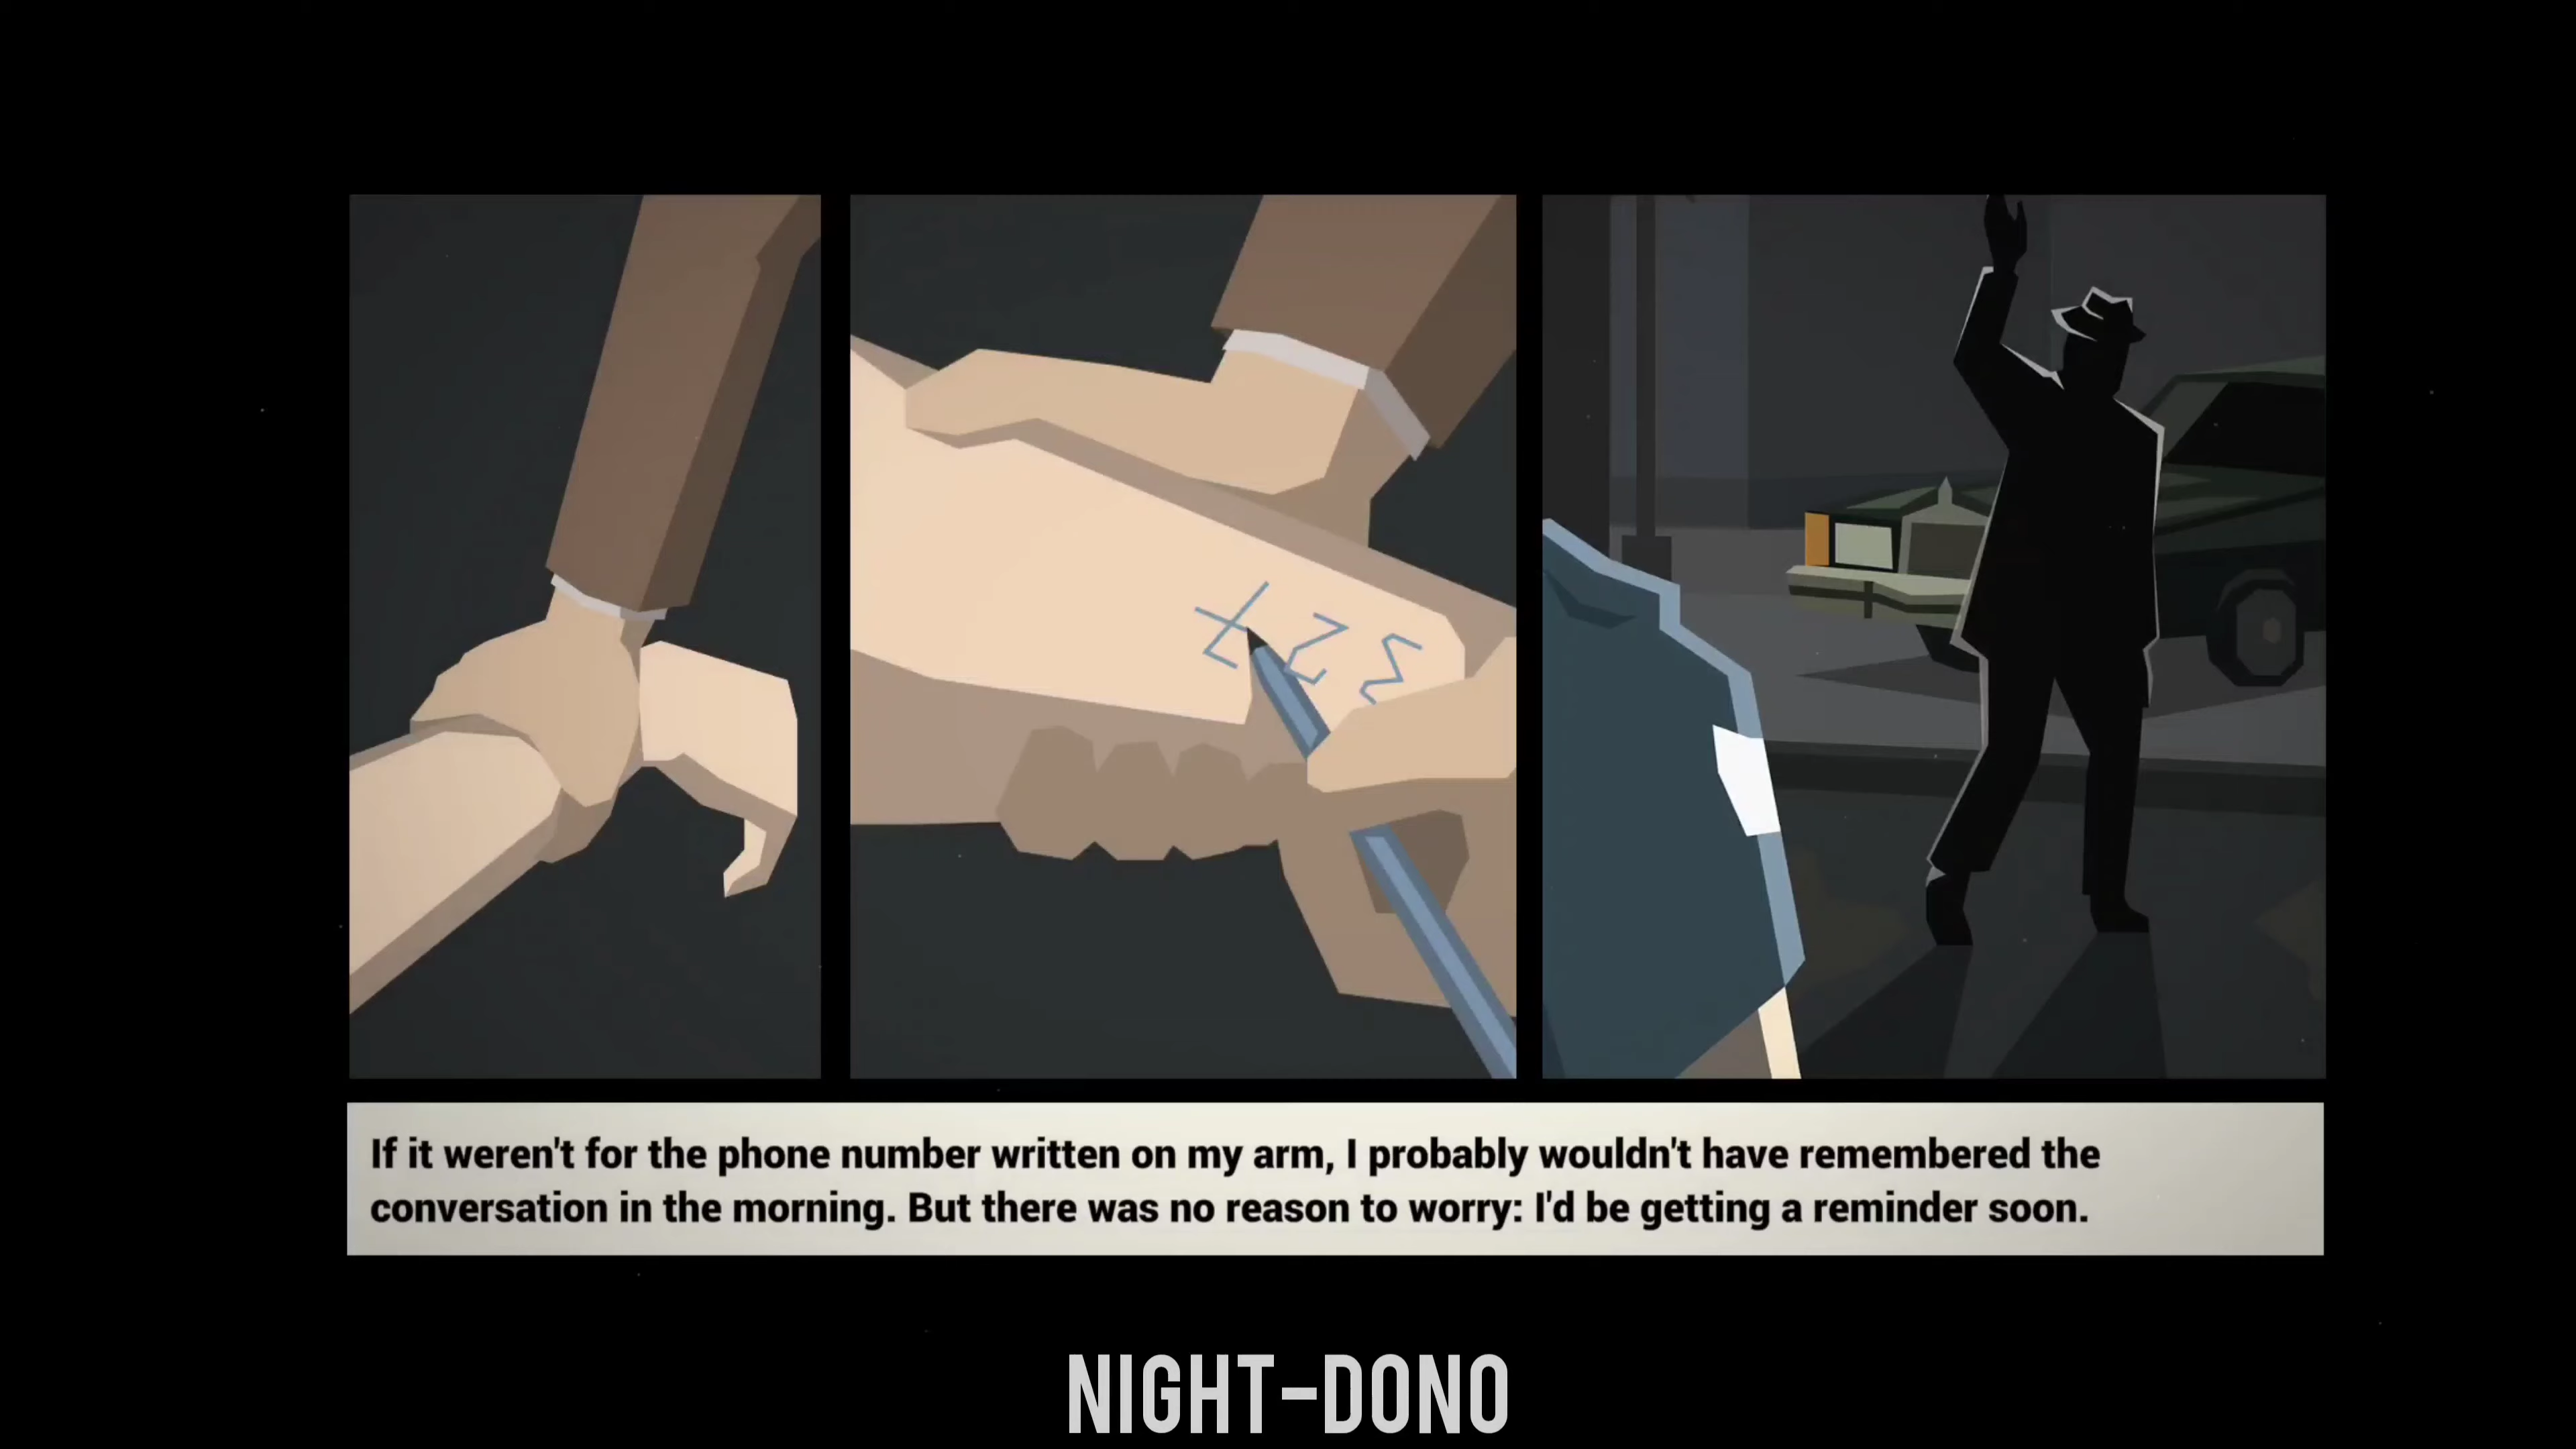 327
If it weren't for the phone number written on my arm, I probably wouldn't have remembered the
conversation in the morning. But there was no reason to worry: I'd be getting a reminder soon.
NIGHT-DONO